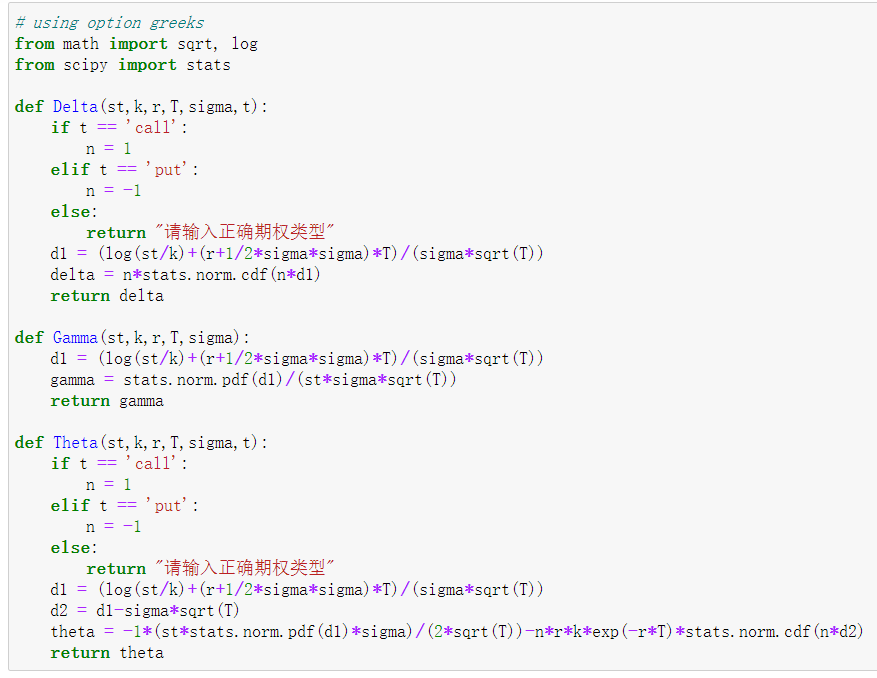 # using option greeks
from math import sqrt, log
from scipy import stats
def Delta(st,k,r,T,sigma,t):
    if t == 'call':
        n = 1
    elif t == 'put':
        n = -1
    else:
        return "请输入正确期权类型"
    d1 = (log(st/k)+(r+1/2*sigma*sigma)*T)/(sigma*sqrt(T))
    delta = n*stats.norm.cdf(n*d1)
    return delta
def Gamma(st,k,r,T,sigma):
    d1 = (log(st/k)+(r+1/2*sigma*sigma)*T)/(sigma*sqrt(T))
    gamma = stats.norm.pdf(d1)/(st*sigma*sqrt(T))
    return gamma
def Theta(st,k,r,T,sigma,t):
    if t == 'call':
        n = 1
    elif t == 'put':
        n = -1
    else:
        return "请输入正确期权类型"
    d1 = (log(st/k)+(r+1/2*sigma*sigma)*T)/(sigma*sqrt(T))
    d2 = d1-sigma*sqrt(T)
    theta = -1*(st*stats.norm.pdf(d1)*sigma)/(2*sqrt(T))-n*r*k*exp(-r*T)*stats.norm.cdf(n*d2)
    return theta